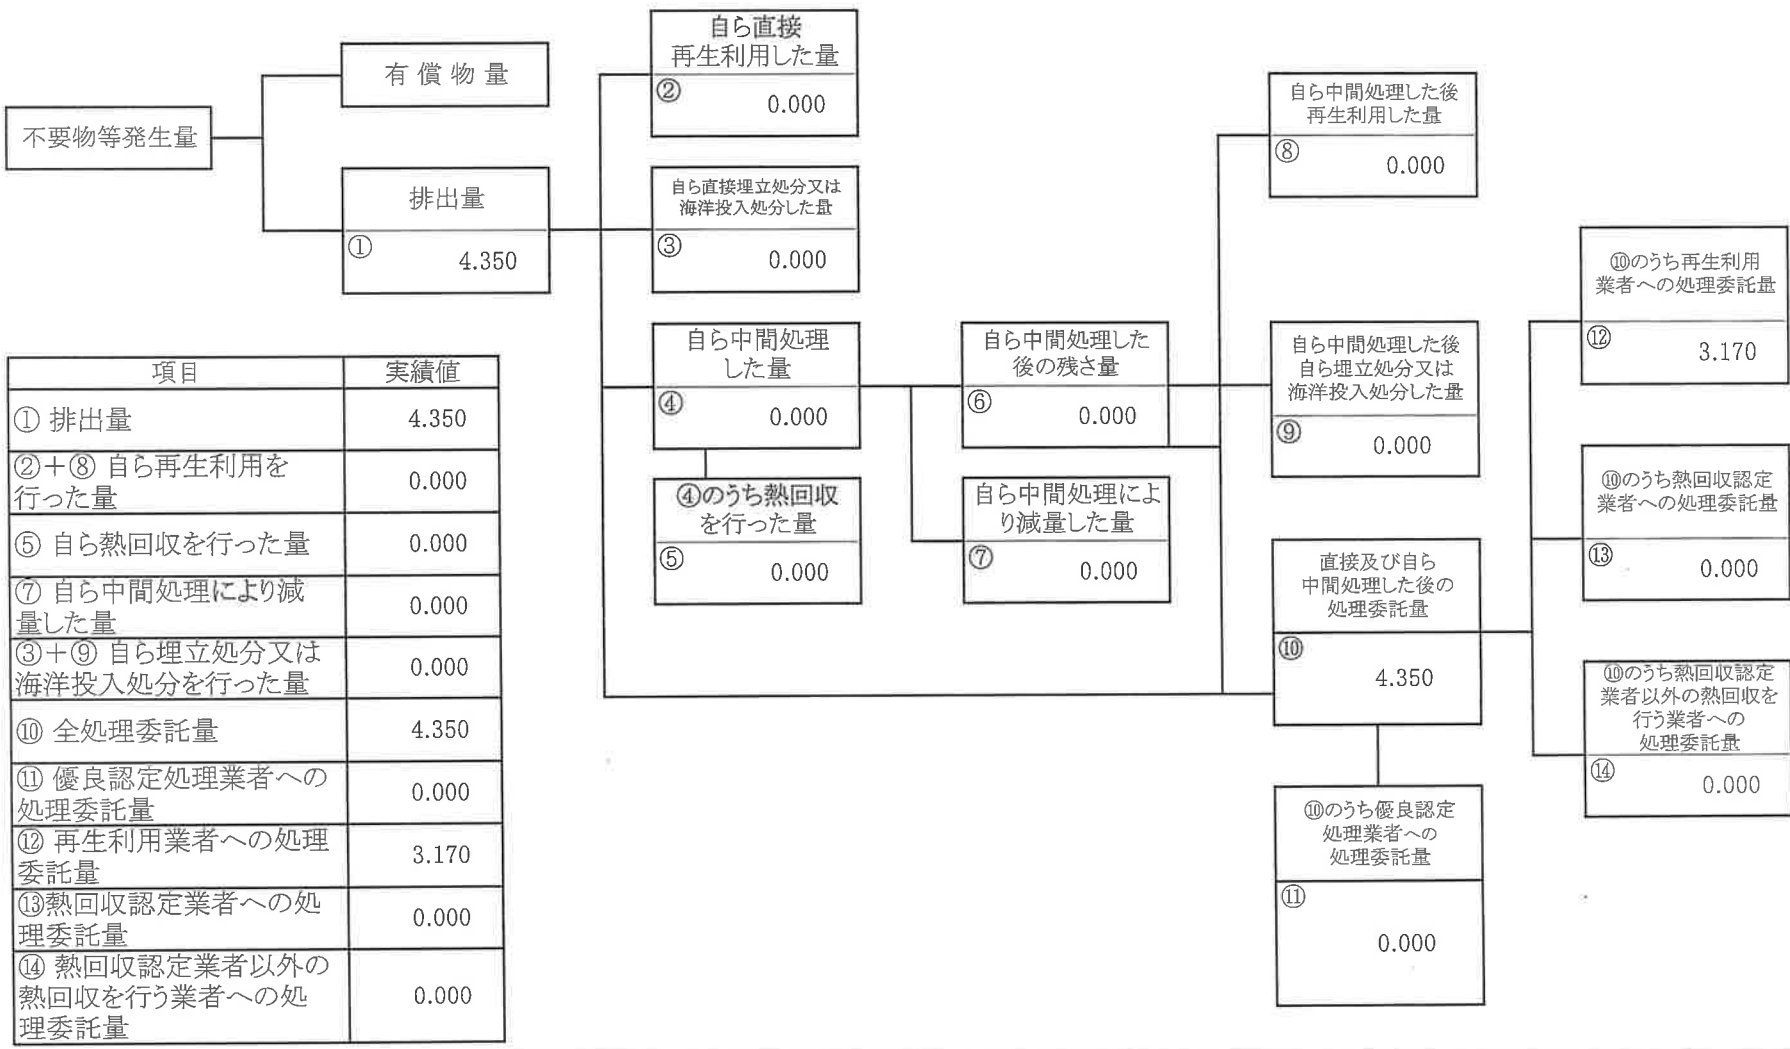 不要物等発生量
有償物量
排出量
①
4.350
自ら直接
再生利用した量
②
0.000
自ら直接埋立処分又は
海洋投入処分した量
③
0.000
自ら中間処理
した量
④
0.000
④のうち熱回収
を行った量
⑤
0.000
自ら中間処理した
後の残さ量
⑥
0.000
自ら中間処理によ
り減量した量
⑦
0.000
自ら中間処理した後
再生利用した量
⑧
0.000
自ら中間処理した後
自ら埋立処分又は
海洋投入処分した量
⑨
0.000
直接及び自ら
中間処理した後の
処理委託量
⑩
4.350
⑩のうち優良認定
処理業者への
処理委託量
⑪
0.000
⑩のうち再生利用
業者への処理委託量
⑫
3.170
⑩のうち熱回収認定
業者への処理委託量
⑬
0.000
⑩のうち熱回収認定
業者以外の熱回収を
行う業者への
処理委託量
⑭
0.000
項目 実績値
① 排出量 4.350
②+⑧ 自ら再生利用を
行った量
0.000
⑤ 自ら熱回収を行った量 0.000
⑦ 自ら中間処理により減
量した量
0.000
③+⑨ 自ら埋立処分又は
海洋投入処分を行った量
0.000
⑩ 全処理委託量 4.350
⑪ 優良認定処理業者への
処理委託量
0.000
⑫ 再生利用業者への処理
委託量
3.170
⑬熱回収認定業者への処
理委託量
0.000
⑭ 熱回収認定業者以外の
熱回収を行う業者への処
理委託量
0.000